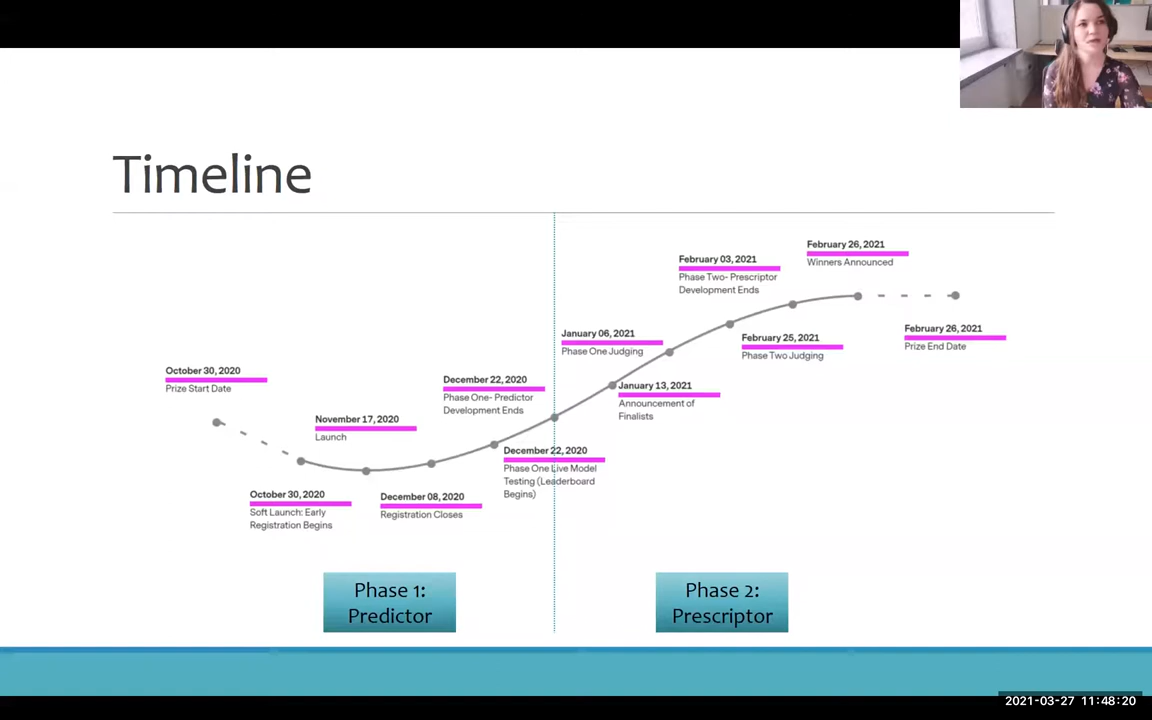 Timeline
October 30, 2020
Prize Start Date
October 30, 2020
Soft Launch: Early
Registration Begins
November 17, 2020
Launch
December 08, 2020
Registration Closes
December 22, 2020
Phase One- Predictor
Development Ends
December 22, 2020
Phase One Live Model
Testing (Leaderboard
Begins)
January 06, 2021
Phase One Judging
January 13, 2021
Announcement of
Finalists
February 03, 2021
Phase Two- Prescriptor
Development Ends
February 25, 2021
Phase Two Judging
February 26, 2021
Winners Announced
February 26, 2021
Prize End Date
Phase 1:
Predictor
Phase 2:
Prescriptor
2021-03-27 11:48:20